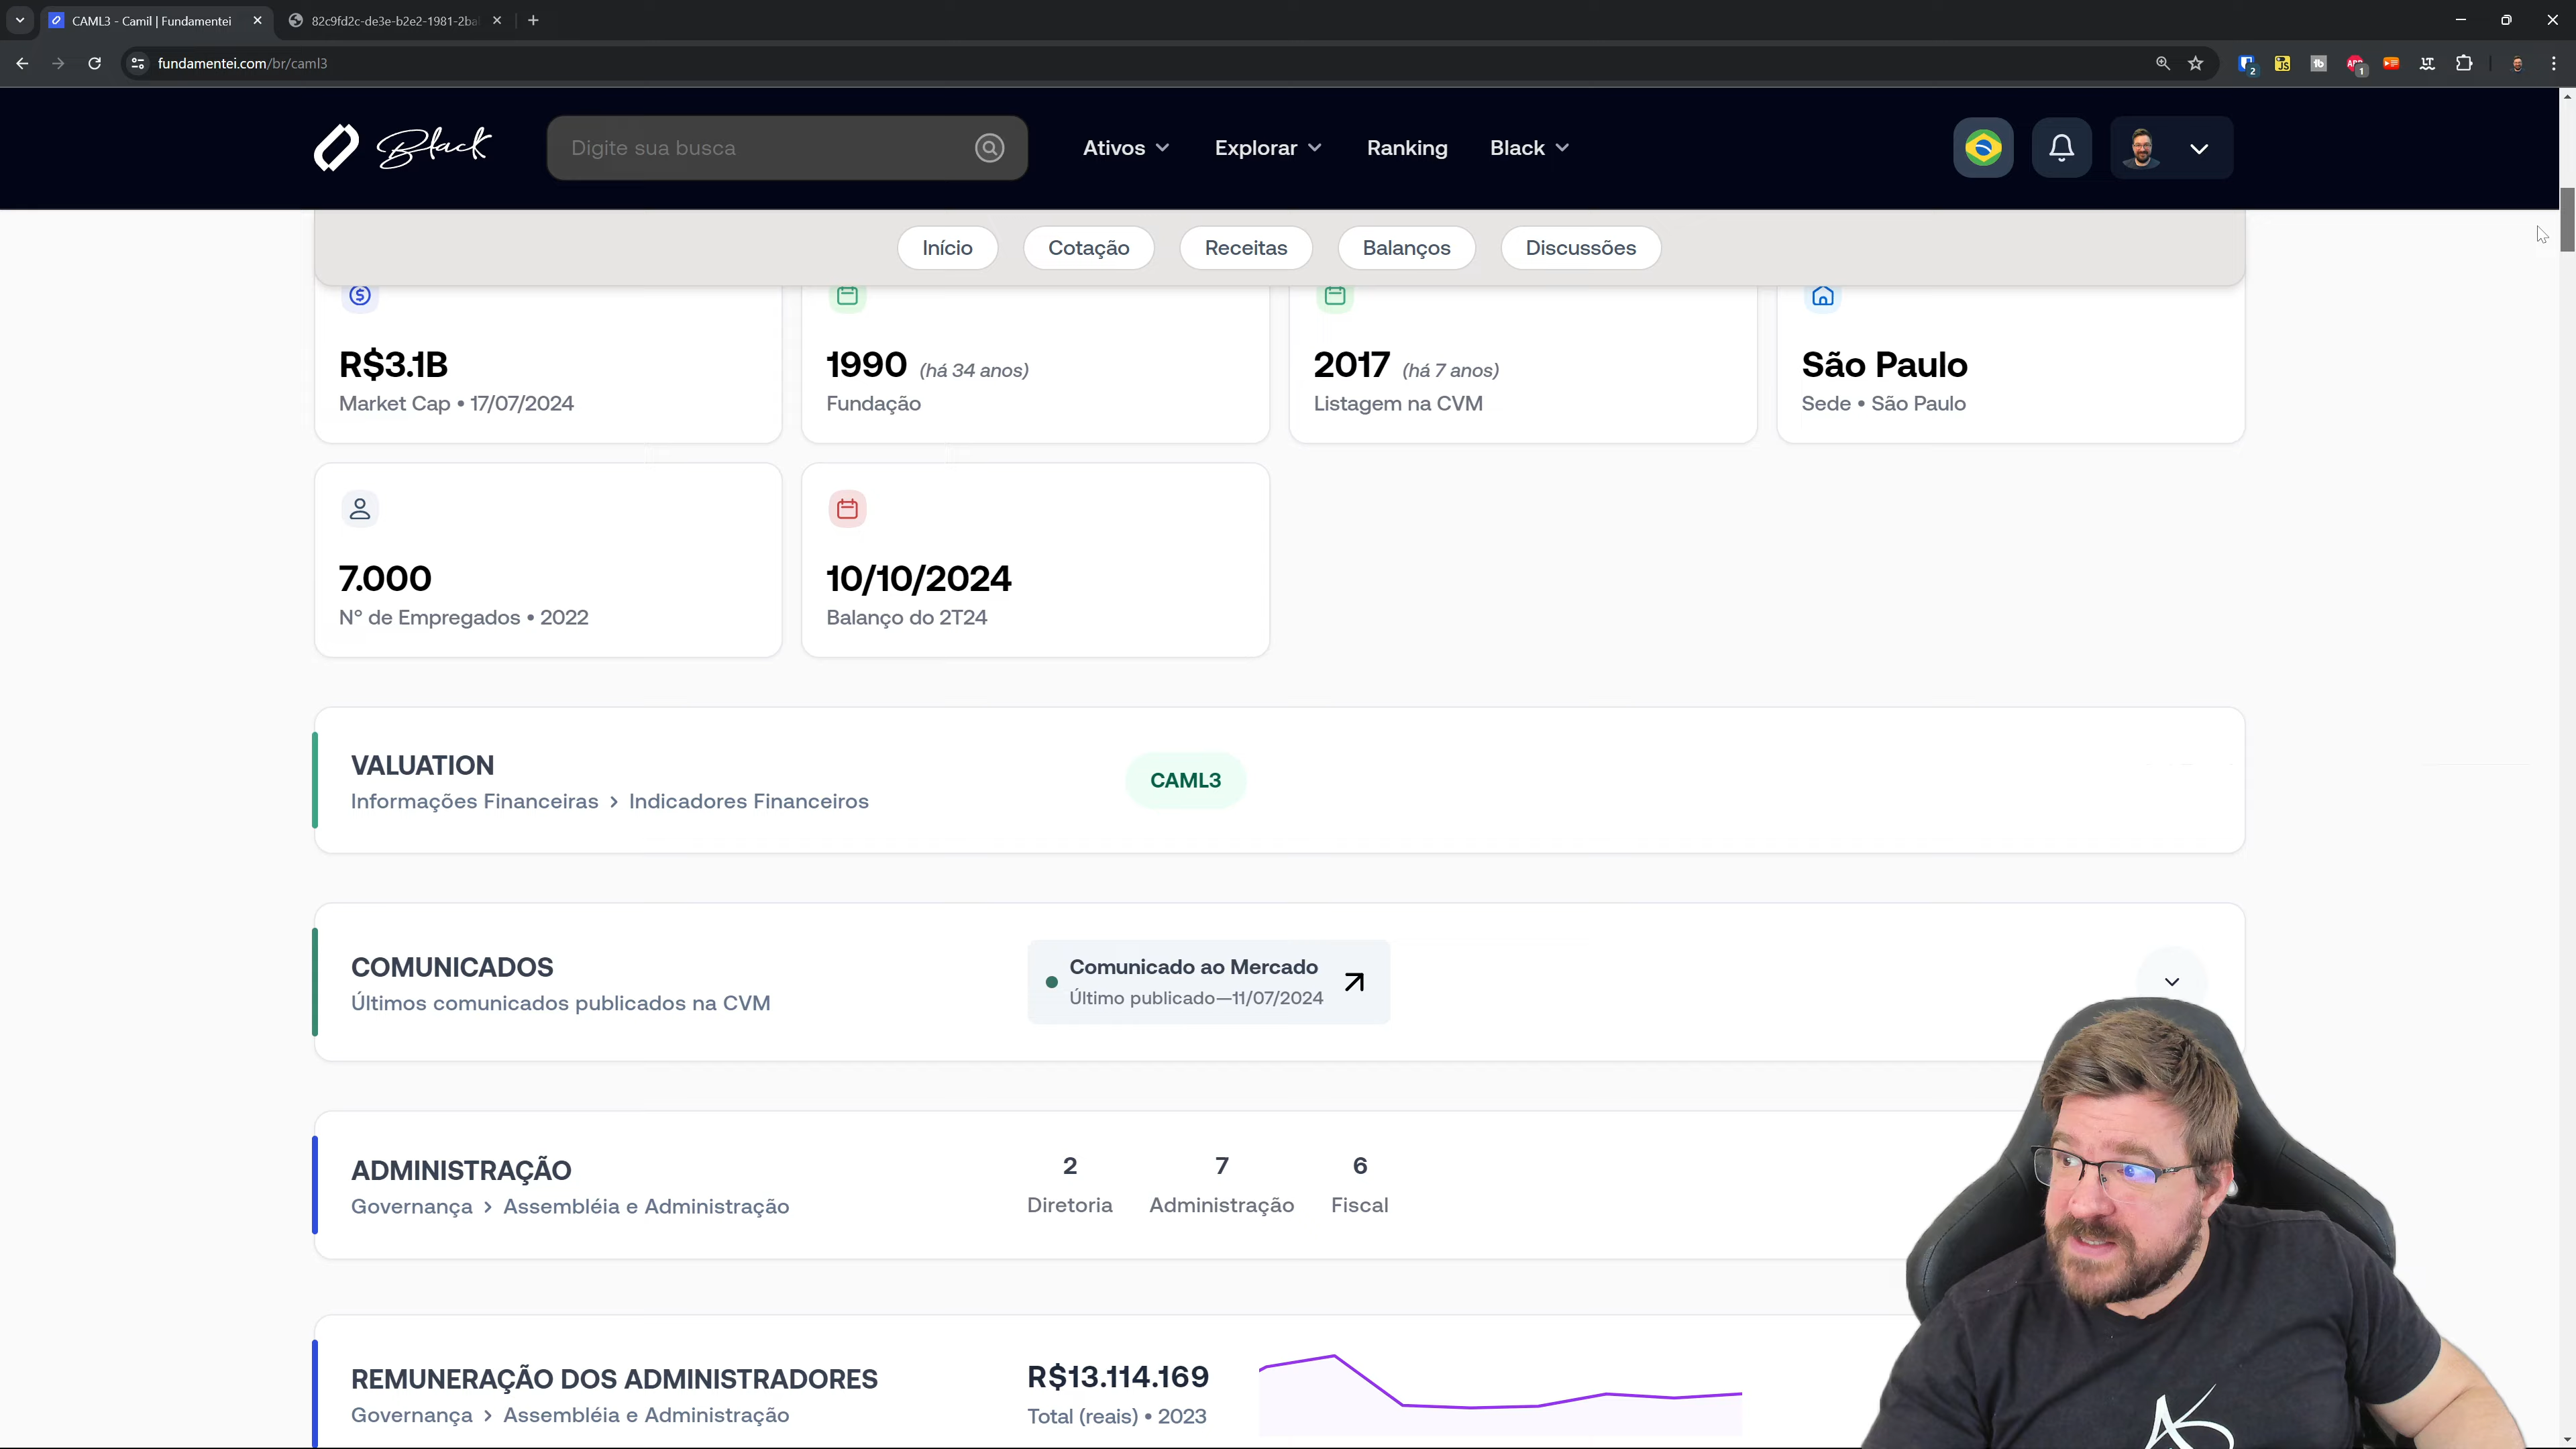 CAML3 - Camil | Fundamentei
82c9fd2c-de3e-b2e2-1981-2ba
fundamentei.com/br/caml3
Black
Digite sua busca
Ativos
Explorar
Ranking
Black
Início
Cotação
Receitas
Balanços
Discussões
R$3.1B
Market Cap • 17/07/2024
1990 (há 34 anos)
Fundação
2017 (há 7 anos)
Listagem na CVM
São Paulo
Sede • São Paulo
7.000
N° de Empregados • 2022
10/10/2024
Balanço do 2T24
VALUATION
Informações Financeiras > Indicadores Financeiros
CAML3
COMUNICADOS
Últimos comunicados publicados na CVM
Comunicado ao Mercado
Último publicado—11/07/2024
ADMINISTRAÇÃO
Governança > Assembléia e Administração
2
Diretoria
7
Administração
6
Fiscal
REMUNERAÇÃO DOS ADMINISTRADORES
Governança > Assembléia e Administração
R$13.114.169
Total (reais) • 2023